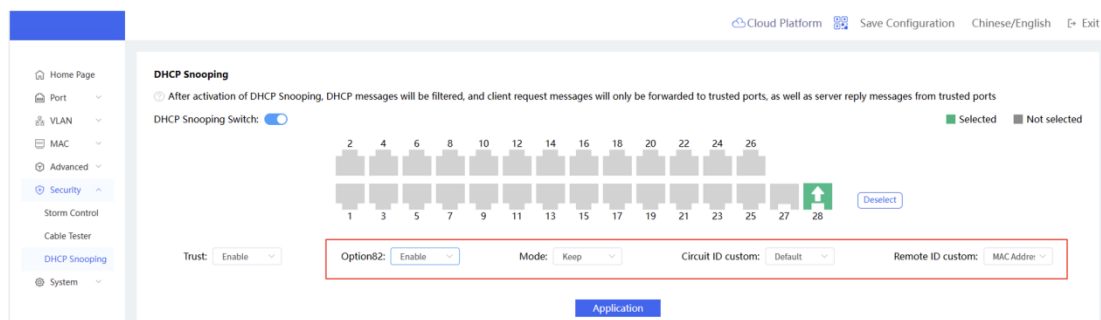 Cloud Platform Save Configuration Chinese/English Exit
Home Page
Port
VLAN
MAC
Advanced
Security
Storm Control
Cable Tester
DHCP Snooping
System
DHCP Snooping
After activation of DHCP Snooping, DHCP messages will be filtered, and client request messages will only be forwarded to trusted ports, as well as server reply messages from trusted ports
DHCP Snooping Switch:
Selected Not selected
2 4 6 8 10 12 14 16 18 20 22 24 26
1 3 5 7 9 11 13 15 17 19 21 23 25 27 28
Deselect
Trust: Enable Option82: Enable Mode: Keep Circuit ID custom: Default Remote ID custom: MAC Addre
Application